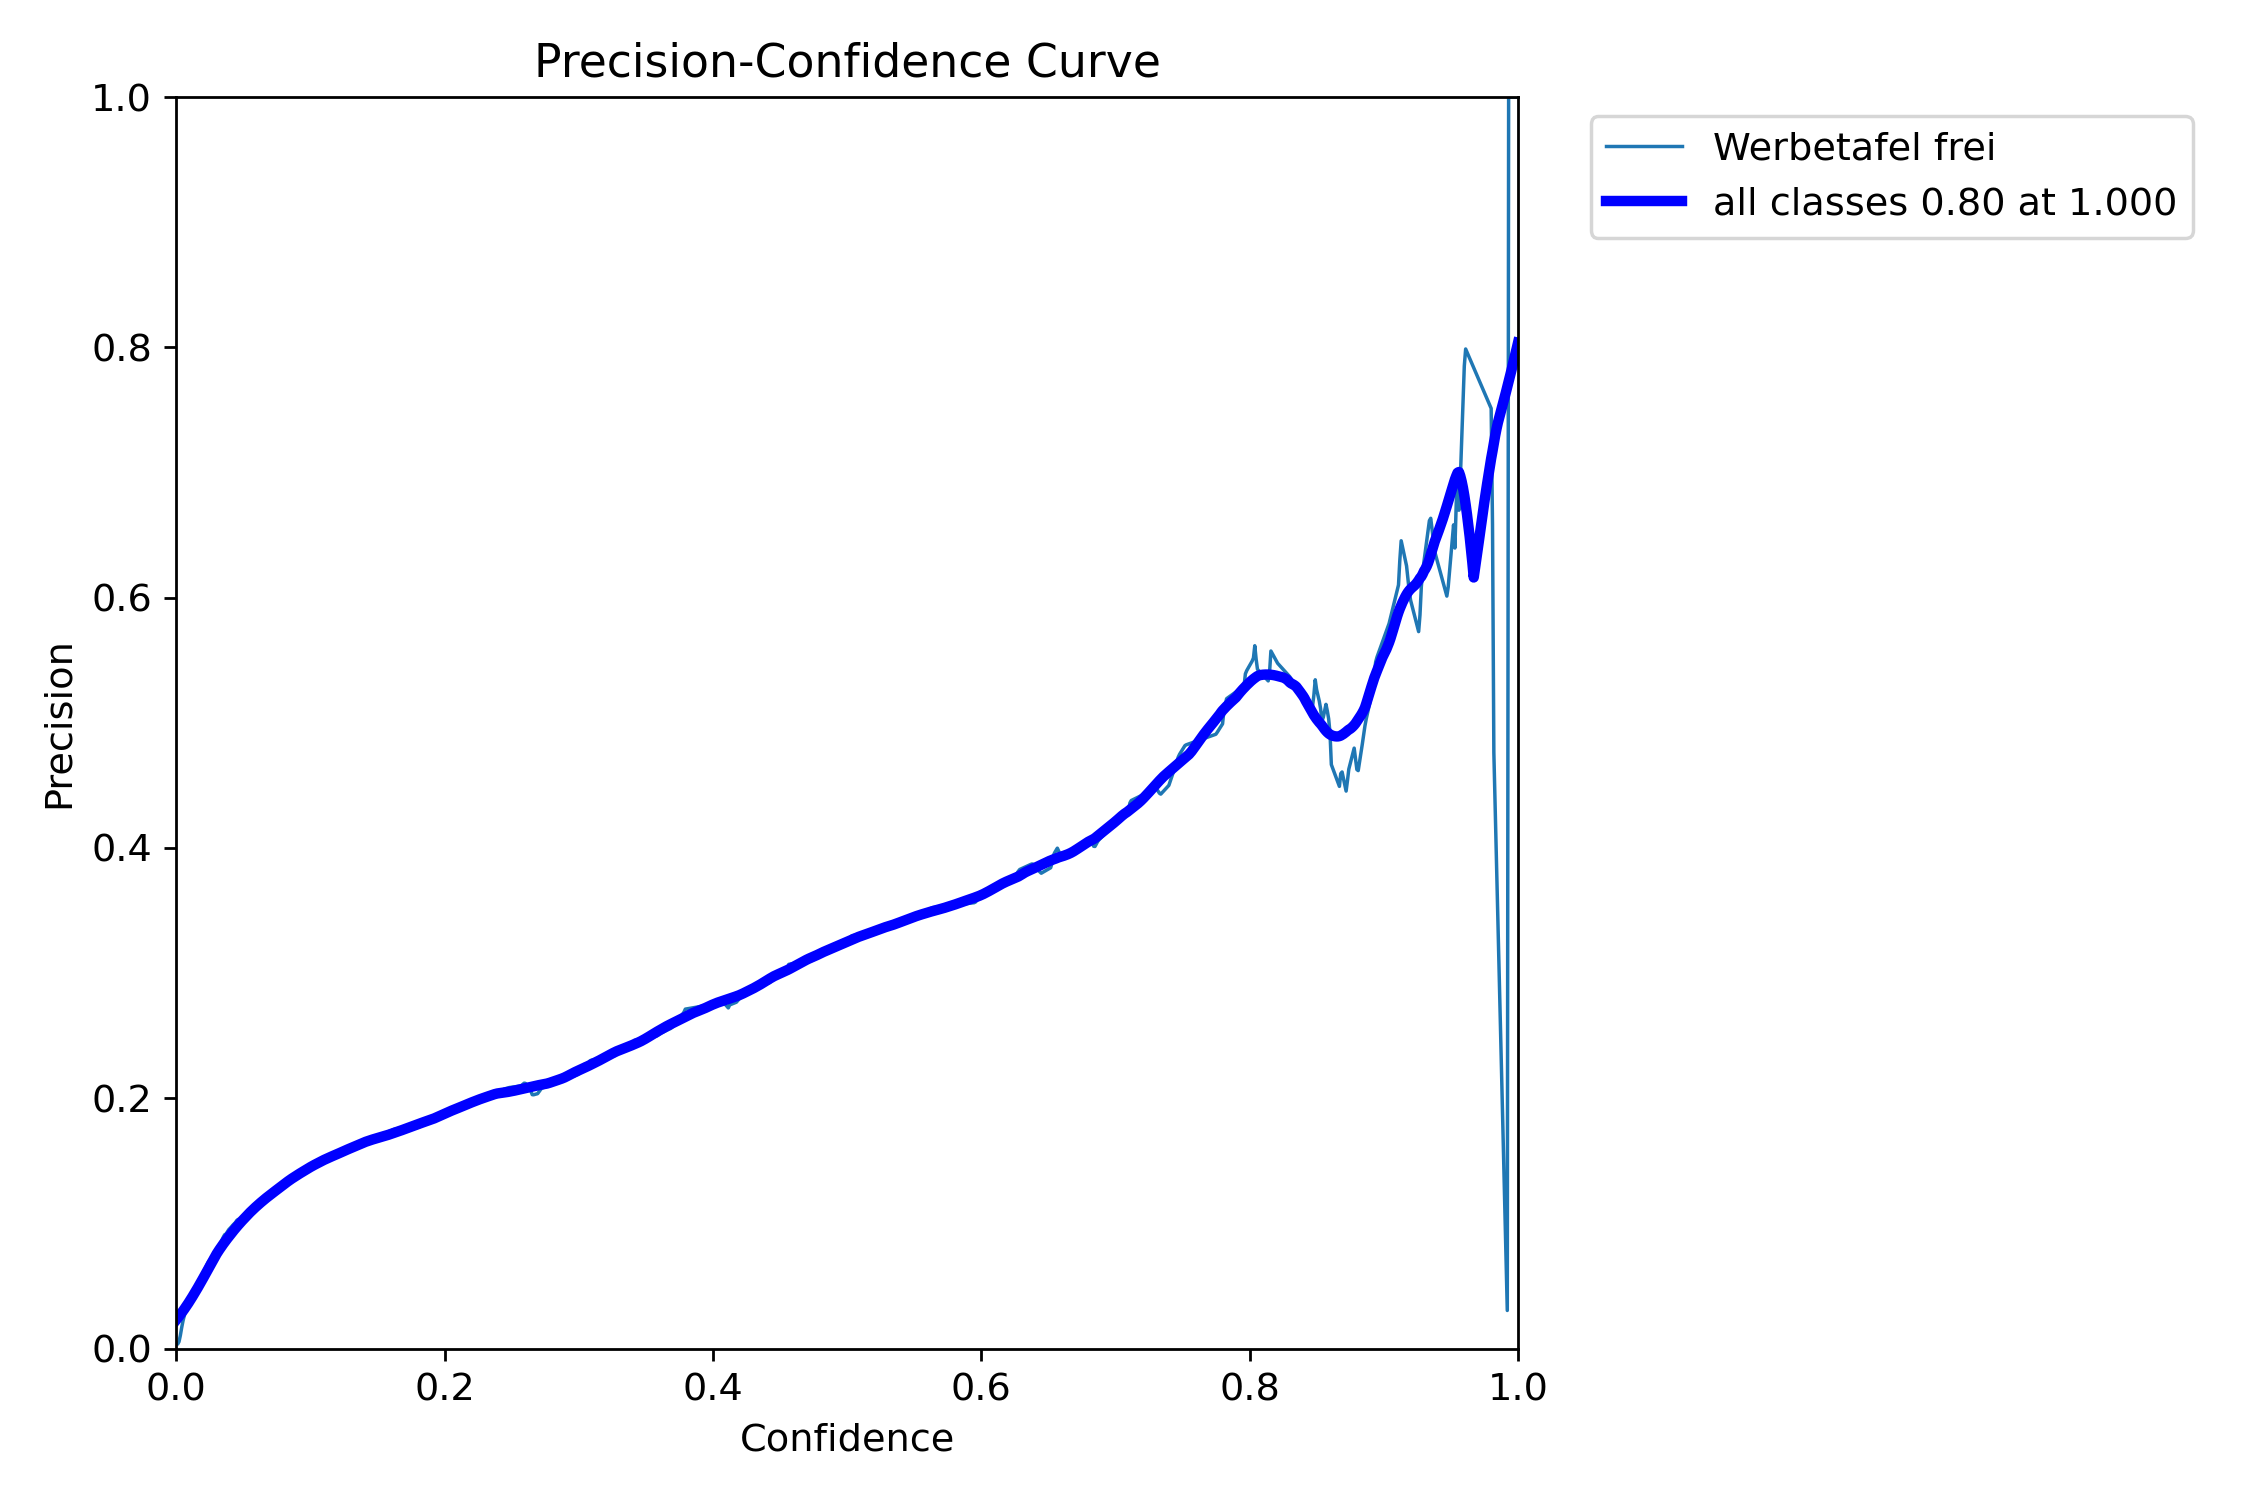 Precision-Confidence Curve
1.0
0.8
0.6
0.4
0.2
0.0
Precision
0.0 0.2 0.4 0.6 0.8 1.0
Confidence
Werbetafel frei
all classes 0.80 at 1.000